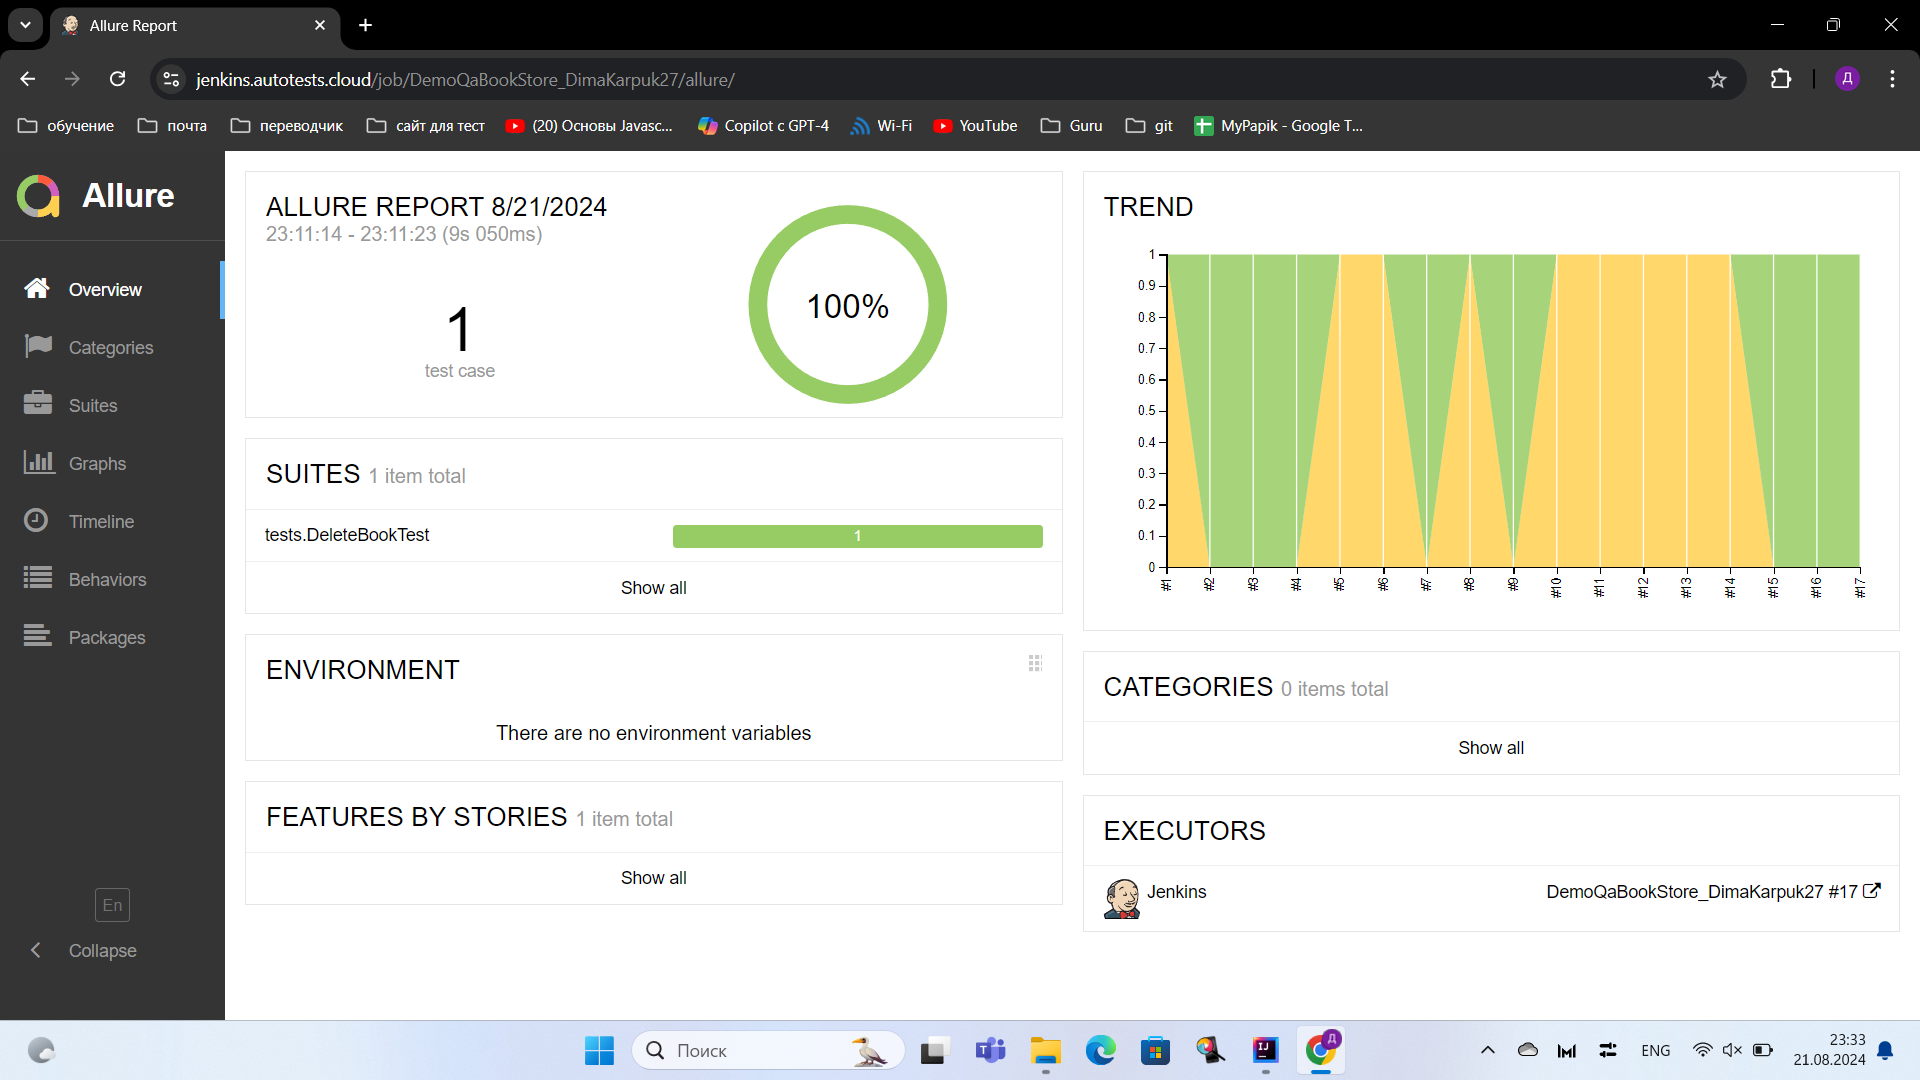 Allure Report
jenkins.autotests.cloud/job/DemoQaBookStore_DimaKarpuk27/allure/
Д
обучение
почта
переводчик
сайт для тест
(20) Основы Javasc...
Copilot с GPT-4
Wi-Fi
YouTube
Guru
git
MyPapik - Google T...
Allure
Overview
Categories
Suites
Graphs
Timeline
Behaviors
Packages
En
Collapse
ALLURE REPORT 8/21/2024
23:11:14 - 23:11:23 (9s 050ms)
1
test case
100%
SUITES 1 item total
tests.DeleteBookTest
1
Show all
ENVIRONMENT
There are no environment variables
FEATURES BY STORIES 1 item total
Show all
TREND
1
0.9
0.8
0.7
0.6
0.5
0.4
0.3
0.2
0.1
0
#1
#2
#3
#4
#5
#6
#7
#8
#9
#10
#11
#12
#13
#14
#15
#16
#17
CATEGORIES 0 items total
Show all
EXECUTORS
Jenkins
DemoQaBookStore_DimaKarpuk27 #17
Поиск
Д
ENG
23:33
21.08.2024